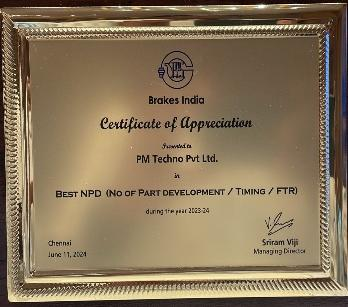 Brakes India
Certificate of Appreciation
Presented to
PM Techno Pvt Ltd.
in
BEST NPD (NO OF PART DEVELOPMENT / TIMING / FTR)
during the year 2023-24
Chennai
June 11, 2024
Sriram Viji
Managing Director